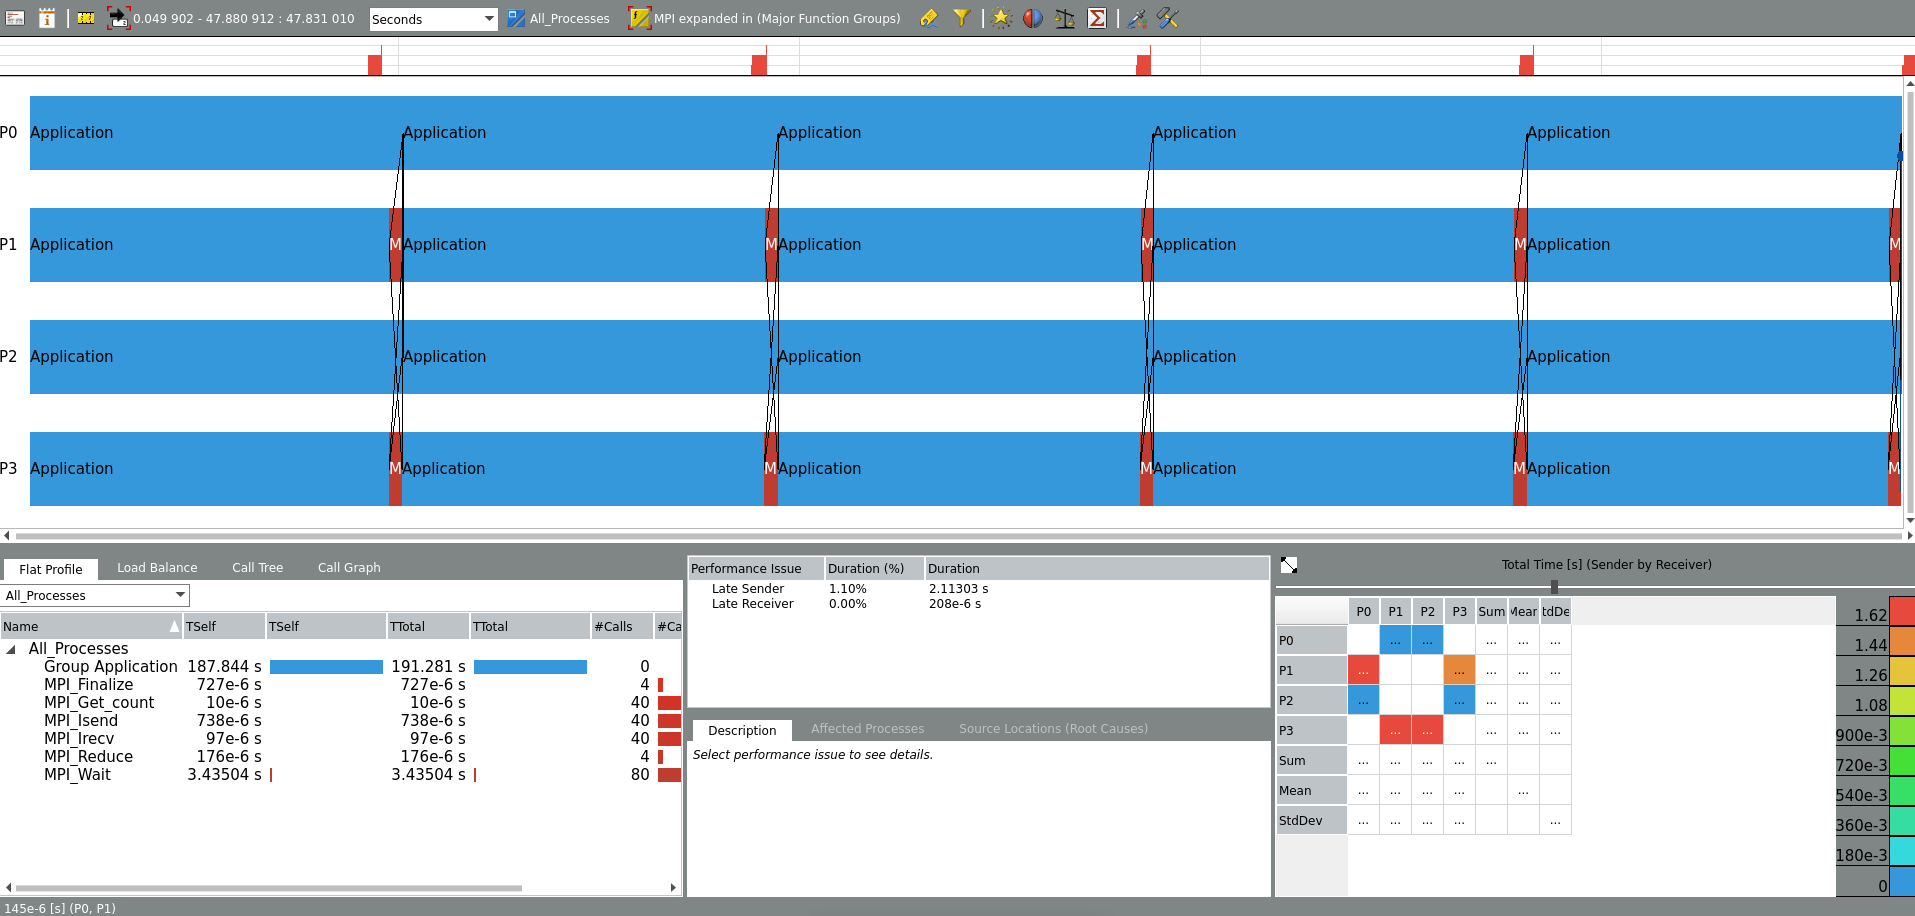 0.049 902 - 47.880 912 : 47.831 010 Seconds All_Processes MPI expanded in (Major Function Groups)
P0 Application Application Application Application Application
P1 Application M Application M Application M Application M Application M
P2 Application Application Application Application Application
P3 Application M Application M Application M Application M Application M
Flat Profile Load Balance Call Tree Call Graph
All_Processes
Name TSelf TSelf TTotal TTotal #Calls #Ca
All_Processes
Group Application 187.844 s 191.281 s 0
MPI_Finalize 727e-6 s 727e-6 s 4
MPI_Get_count 10e-6 s 10e-6 s 40
MPI_Isend 738e-6 s 738e-6 s 40
MPI_Irecv 97e-6 s 97e-6 s 40
MPI_Reduce 176e-6 s 176e-6 s 4
MPI_Wait 3.43504 s 3.43504 s 80
Performance Issue Duration (%) Duration
Late Sender 1.10% 2.11303 s
Late Receiver 0.00% 208e-6 s
Description Affected Processes Source Locations (Root Causes)
Select performance issue to see details.
Total Time [s] (Sender by Receiver)
P0 P1 P2 P3 Sum Mear tdDe
P0 ... ... ... ... ...
P1 ... ... ... ... ...
P2 ... ... ... ... ...
P3 ... ... ... ... ...
Sum ... ... ... ... ...
Mean ... ... ... ... ...
StdDev ... ... ... ... ...
1.62
1.44
1.26
1.08
900e-3
720e-3
540e-3
360e-3
180e-3
0
145e-6 [s] (P0, P1)